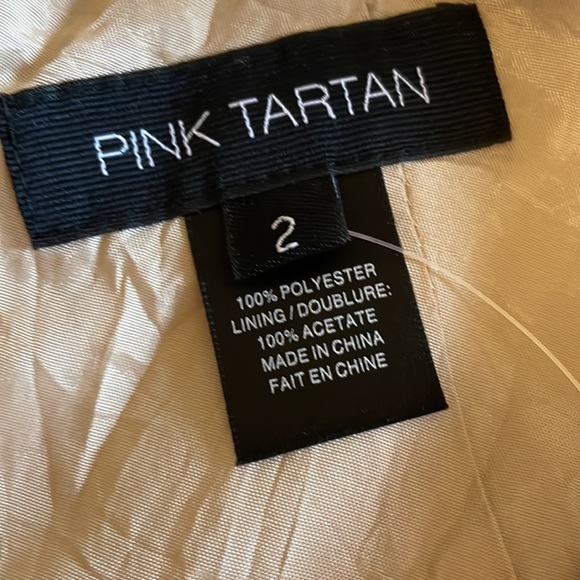 PINK TARTAN
2
100% POLYESTER
LINING / DOUBLURE:
100% ACETATE
MADE IN CHINA
FAIT EN CHINE